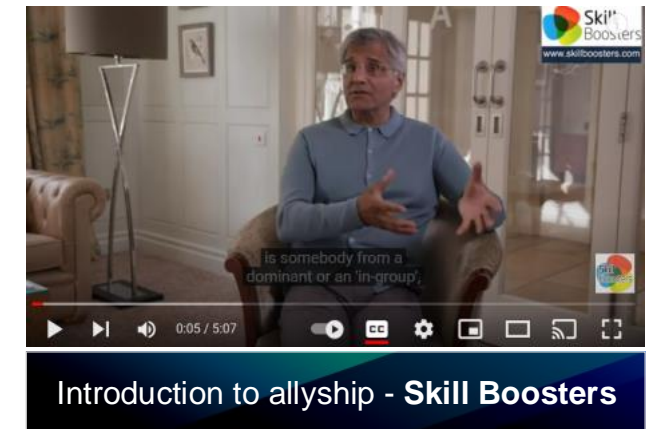 Skill
Boosters
www.skillboosters.com
is somebody from a
dominant or an 'in-group',
0:05 / 5:07
CC
Introduction to allyship - Skill Boosters